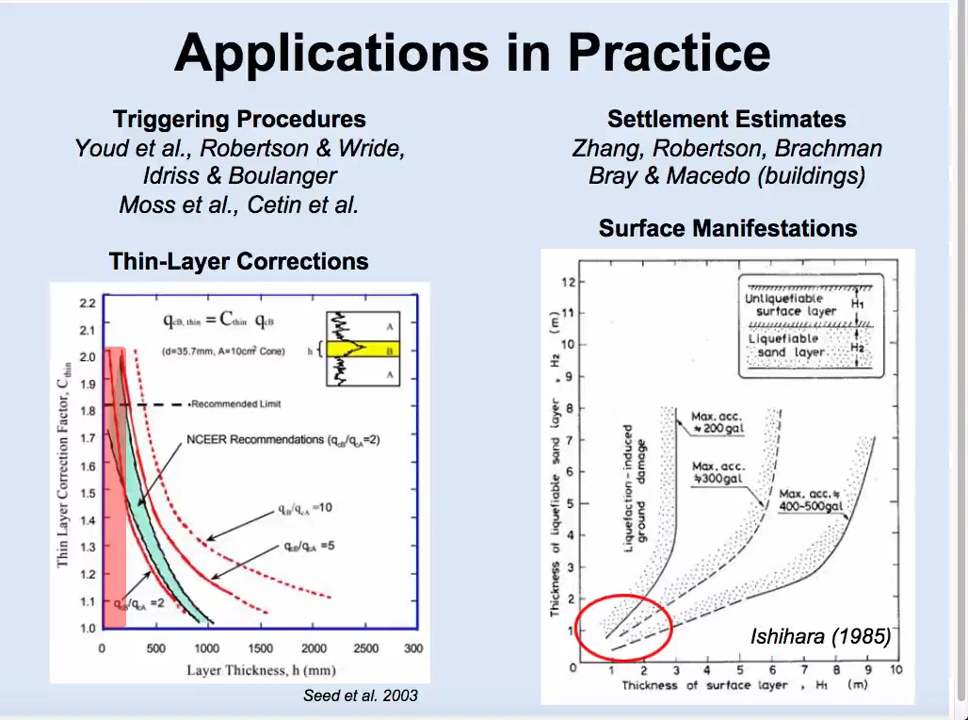 Applications in Practice
Triggering Procedures
Youd et al., Robertson & Wride,
Idriss & Boulanger
Moss et al., Cetin et al.
Thin-Layer Corrections
Thin Layer Correction Factor, C_thin
2.2
2.1
2.0
1.9
1.8
1.7
1.6
1.5
1.4
1.3
1.2
1.1
1.0
q_cB, thin = C_thin q_cB
(d=35.7mm, A=10cm² Cone)
h
A
B
A
Recommended Limit
NCEER Recommendations (q_cB/q_cA=2)
q_cB/q_cA =10
q_cB/q_cA =5
q_cB/q_cA =2
0 500 1000 1500 2000 2500 300
Layer Thickness, h (mm)
Seed et al. 2003
Settlement Estimates
Zhang, Robertson, Brachman
Bray & Macedo (buildings)
Surface Manifestations
Thickness of liquefiable sand layer , H₂ (m)
12
11
10
9
8
7
6
5
4
3
2
1
0
Unliquefiable
surface layer
H₁
Liquefiable
sand layer
H₂
Liquefaction-induced
ground damage
Max. acc.
≒200gal
Max. acc.
≒300gal
Max. acc. ≒
400-500gal
Ishihara (1985)
1 2 3 4 5 6 7 8 9 10
Thickness of surface layer , H₁ (m)